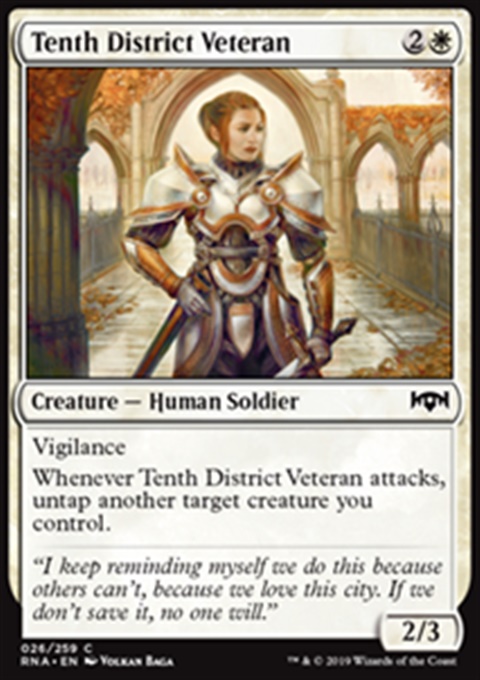 Tenth District Veteran 2
Creature — Human Soldier
Vigilance
Whenever Tenth District Veteran attacks,
untap another target creature you
control.
“I keep reminding myself we do this because
others can't, because we love this city. If we
don't save it, no one will.”
2/3
026/259 C
RNA • EN Volkan Baga
™ & © 2019 Wizards of the Coast